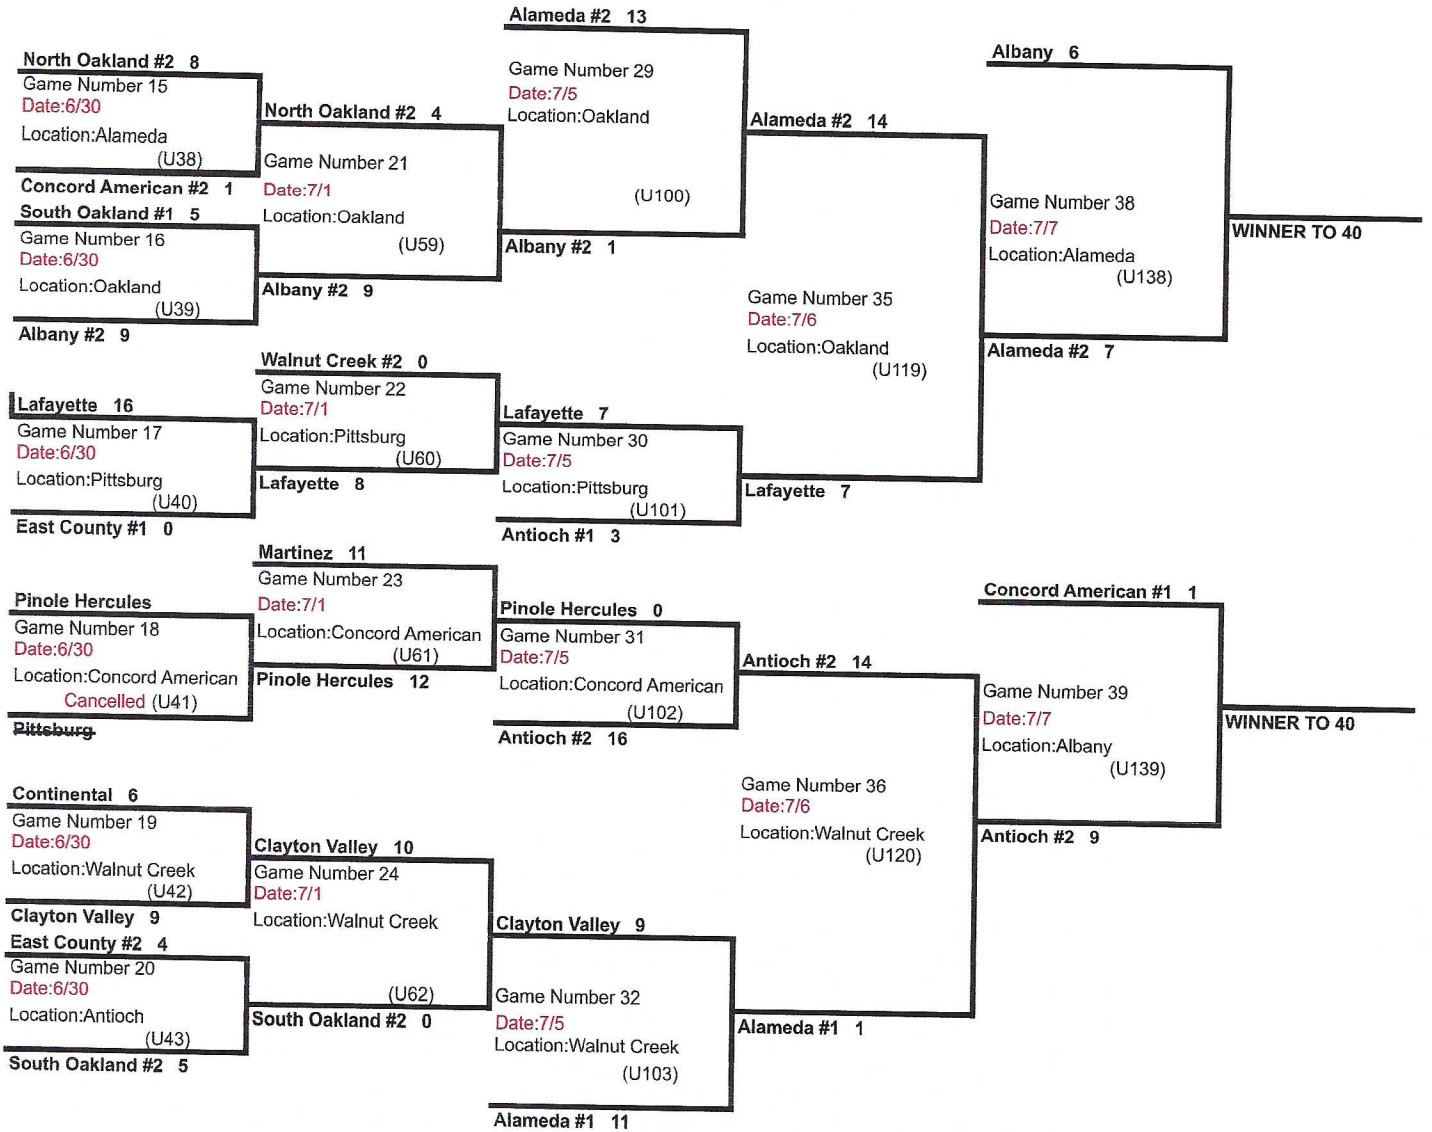 North Oakland #2 8
Game Number 15
Date:6/30
Location:Alameda
(U38)
Concord American #2 1
South Oakland #1 5
Game Number 16
Date:6/30
Location:Oakland
(U39)
Albany #2 9
Lafayette 16
Game Number 17
Date:6/30
Location:Pittsburg
(U40)
East County #1 0
Pinole Hercules
Game Number 18
Date:6/30
Location:Concord American
Cancelled (U41)
Pittsburg
Continental 6
Game Number 19
Date:6/30
Location:Walnut Creek
(U42)
Clayton Valley 9
East County #2 4
Game Number 20
Date:6/30
Location:Antioch
(U43)
South Oakland #2 5
North Oakland #2 4
Game Number 21
Date:7/1
Location:Oakland
(U59)
Albany #2 9
Walnut Creek #2 0
Game Number 22
Date:7/1
Location:Pittsburg
(U60)
Lafayette 8
Martinez 11
Game Number 23
Date:7/1
Location:Concord American
(U61)
Pinole Hercules 12
Clayton Valley 10
Game Number 24
Date:7/1
Location:Walnut Creek
(U62)
South Oakland #2 0
Alameda #2 13
Game Number 29
Date:7/5
Location:Oakland
(U100)
Albany #2 1
Lafayette 7
Game Number 30
Date:7/5
Location:Pittsburg
(U101)
Antioch #1 3
Pinole Hercules 0
Game Number 31
Date:7/5
Location:Concord American
(U102)
Antioch #2 16
Clayton Valley 9
Game Number 32
Date:7/5
Location:Walnut Creek
(U103)
Alameda #1 11
Alameda #2 14
Game Number 35
Date:7/6
Location:Oakland
(U119)
Lafayette 7
Antioch #2 14
Game Number 36
Date:7/6
Location:Walnut Creek
(U120)
Alameda #1 1
Albany 6
Game Number 38
Date:7/7
Location:Alameda
(U138)
Alameda #2 7
WINNER TO 40
Concord American #1 1
Game Number 39
Date:7/7
Location:Albany
(U139)
Antioch #2 9
WINNER TO 40